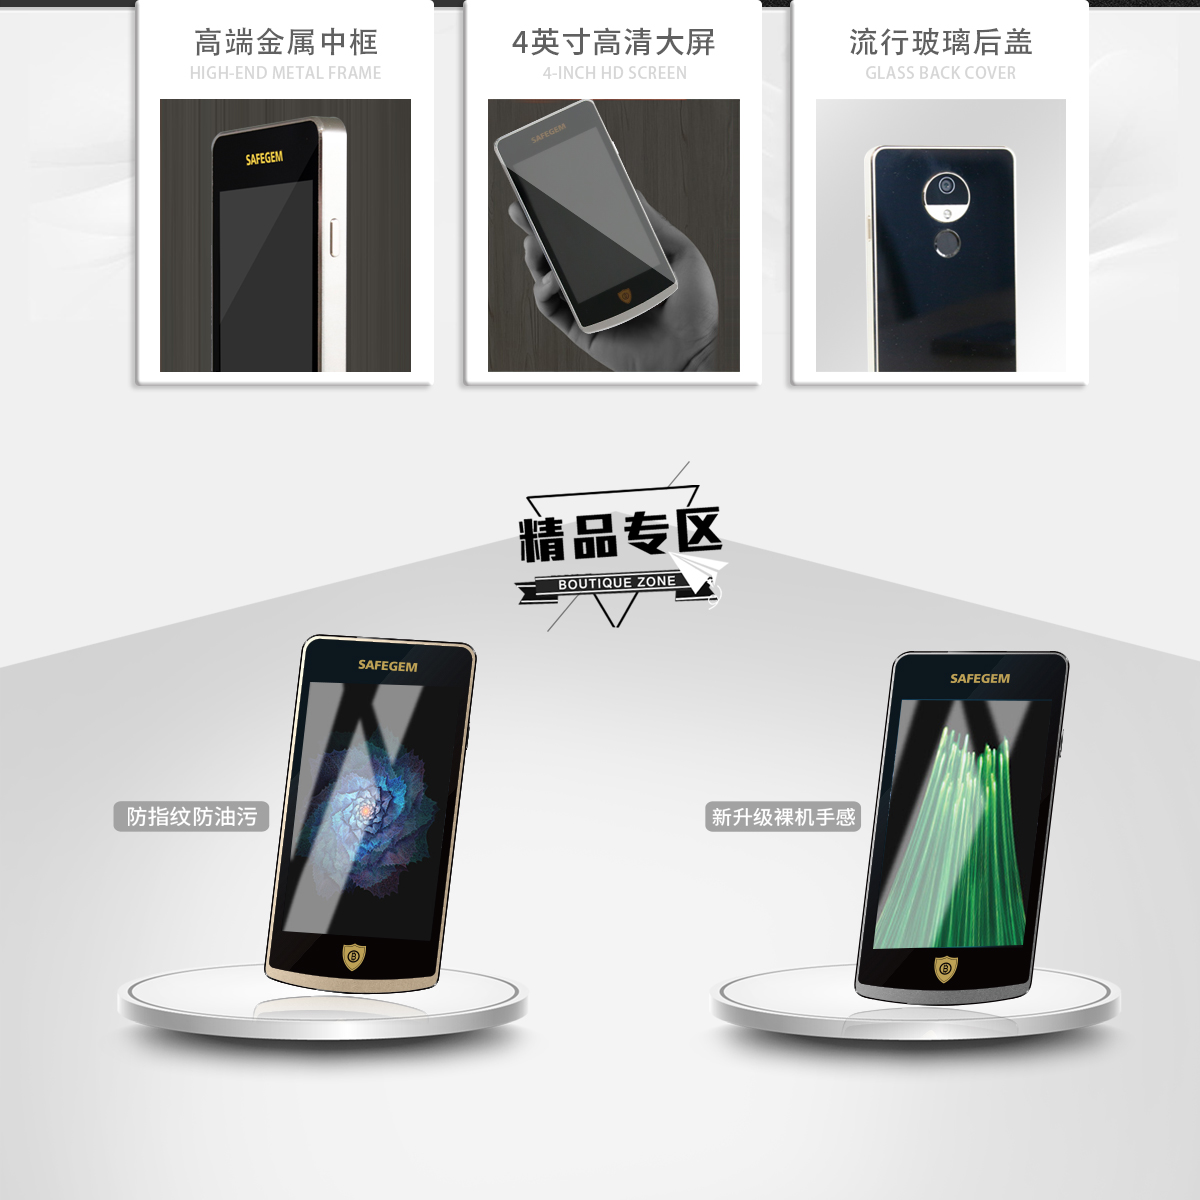 高端金属中框
HIGH-END METAL FRAME
SAFEGEM
4英寸高清大屏
4-INCH HD SCREEN
SAFEGEM
流行玻璃后盖
GLASS BACK COVER
精品专区
BOUTIQUE ZONE
SAFEGEM
防指纹防油污
B
SAFEGEM
新升级裸机手感
B